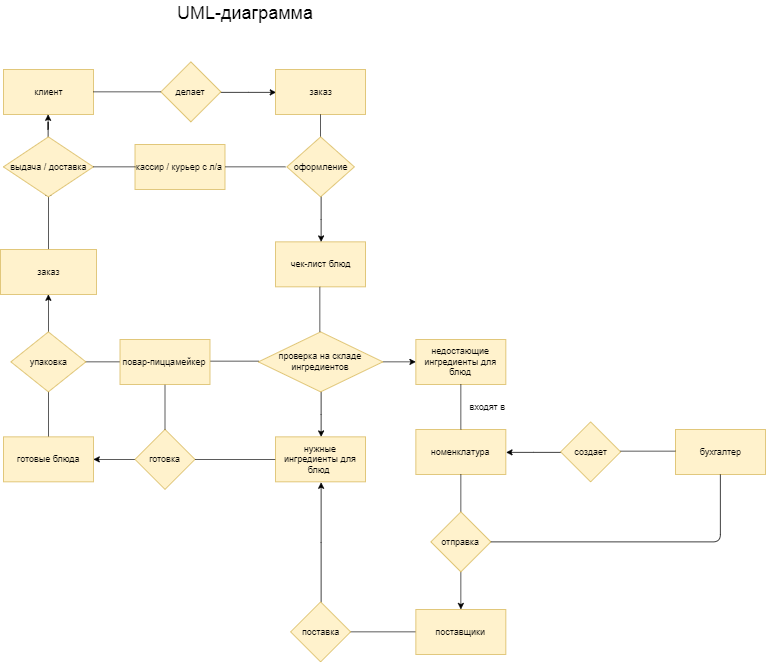 UML-диаграмма
клиент
делает
заказ
выдача / доставка
кассир / курьер с л/а
оформление
заказ
чек-лист блюд
упаковка
повар-пиццамейкер
проверка на складе
ингредиентов
недостающие
ингредиенты для
блюд
входят в
готовые блюда
готовка
нужные
ингредиенты для
блюд
номенклатура
создает
бухгалтер
отправка
поставка
поставщики